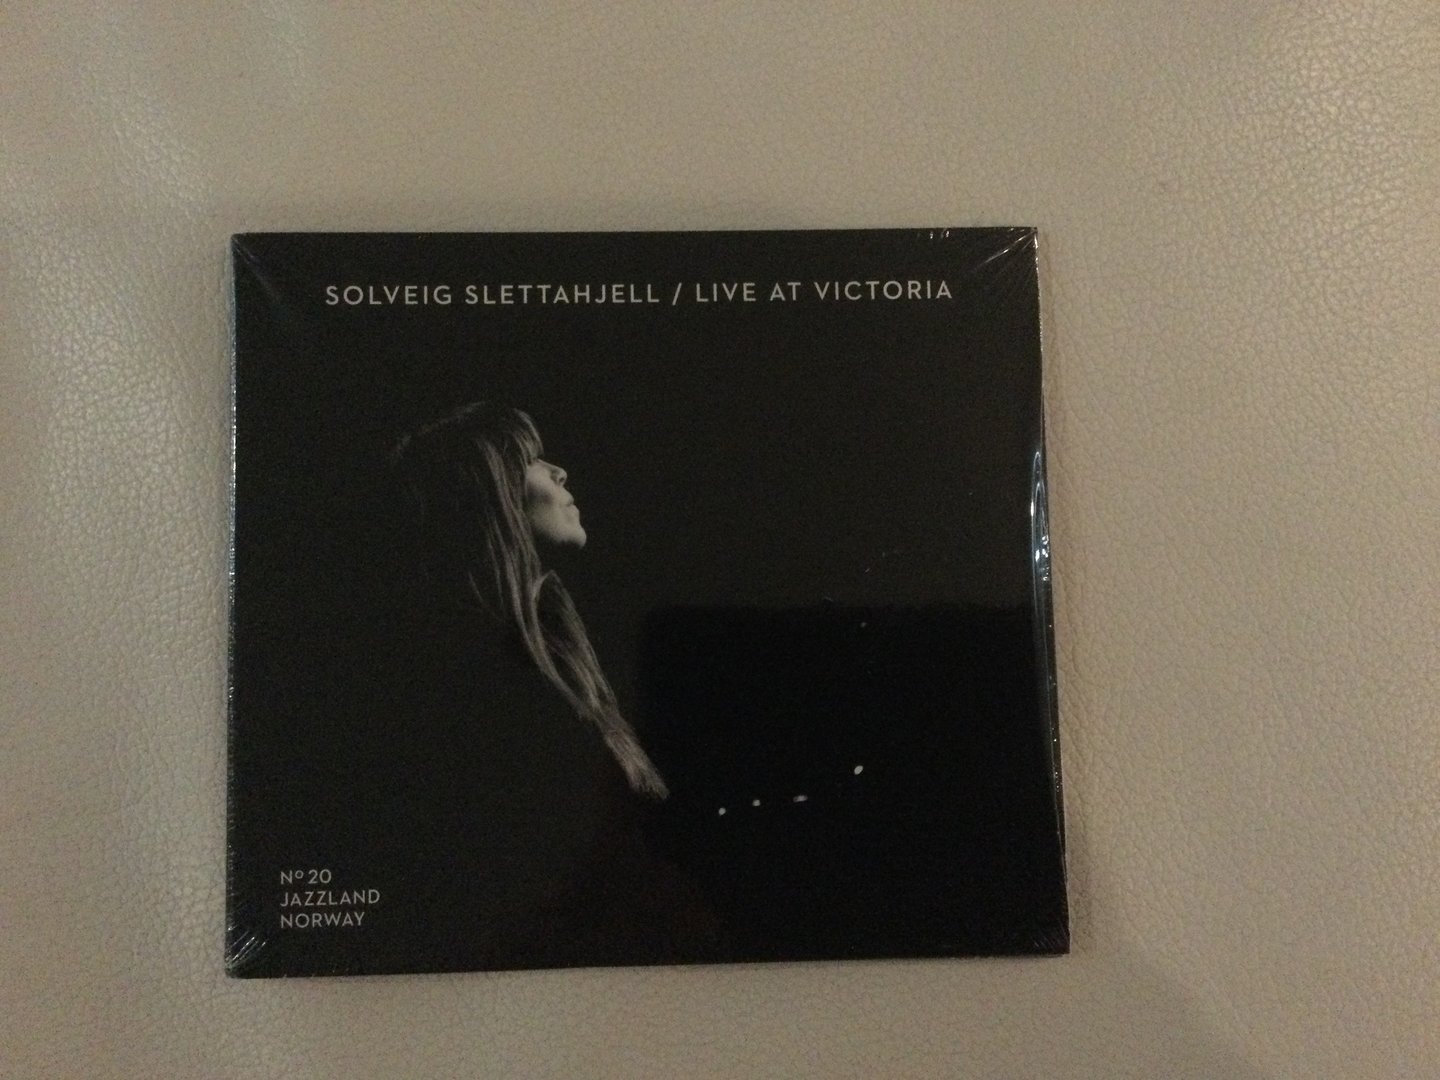 SOLVEIG SLETTAHJELL / LIVE AT VICTORIA
Nº 20
JAZZLAND
NORWAY